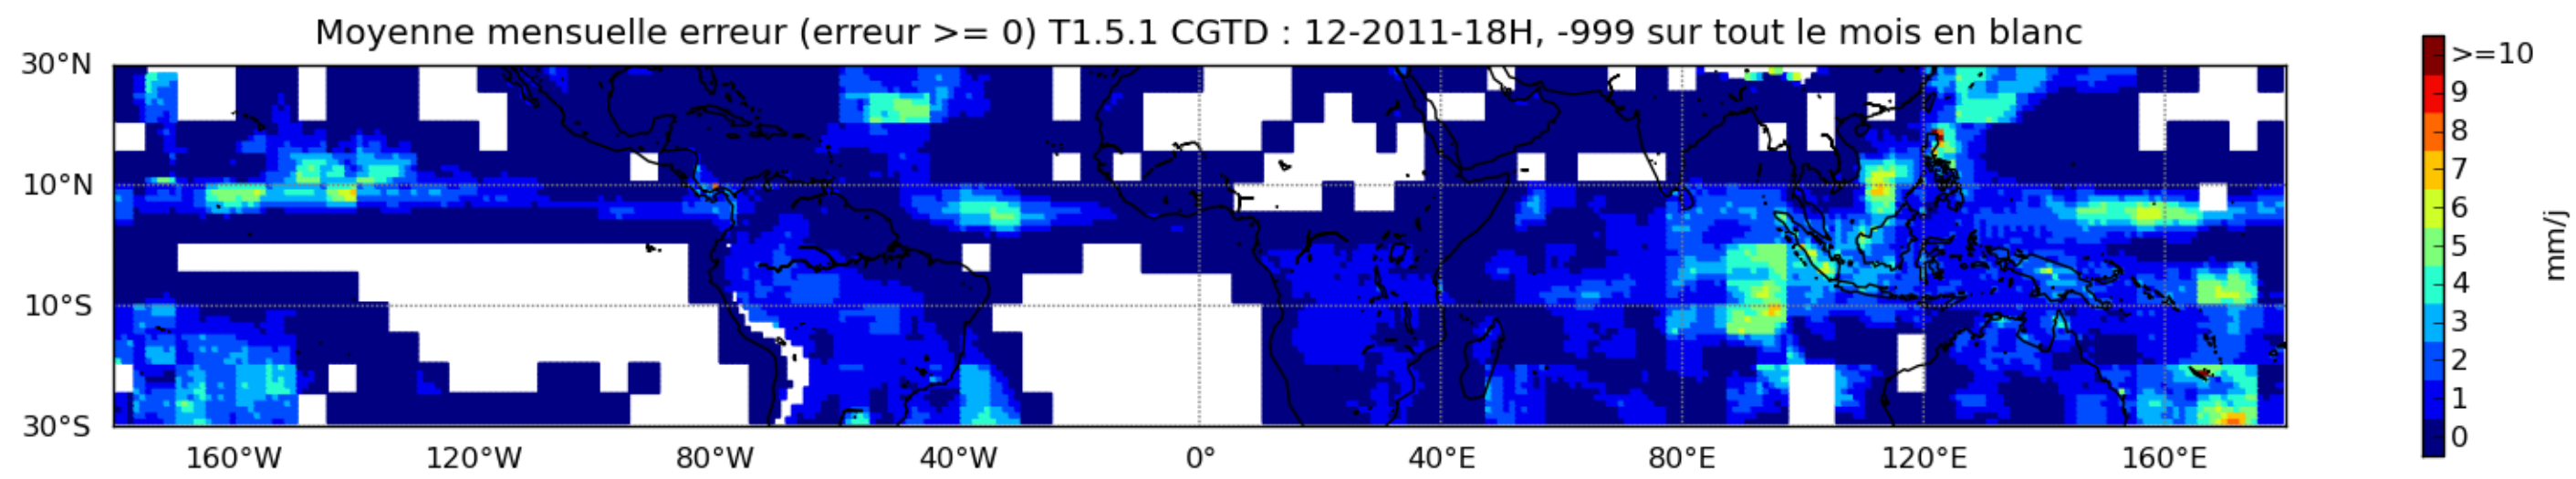 Moyenne mensuelle erreur (erreur >= 0) T1.5.1 CGTD : 12-2011-18H, -999 sur tout le mois en blanc
30°N
10°N
10°S
30°S
160°W 120°W 80°W 40°W 0° 40°E 80°E 120°E 160°E
>=10
9
8
7
6
5
4
3
2
1
0
mm/j